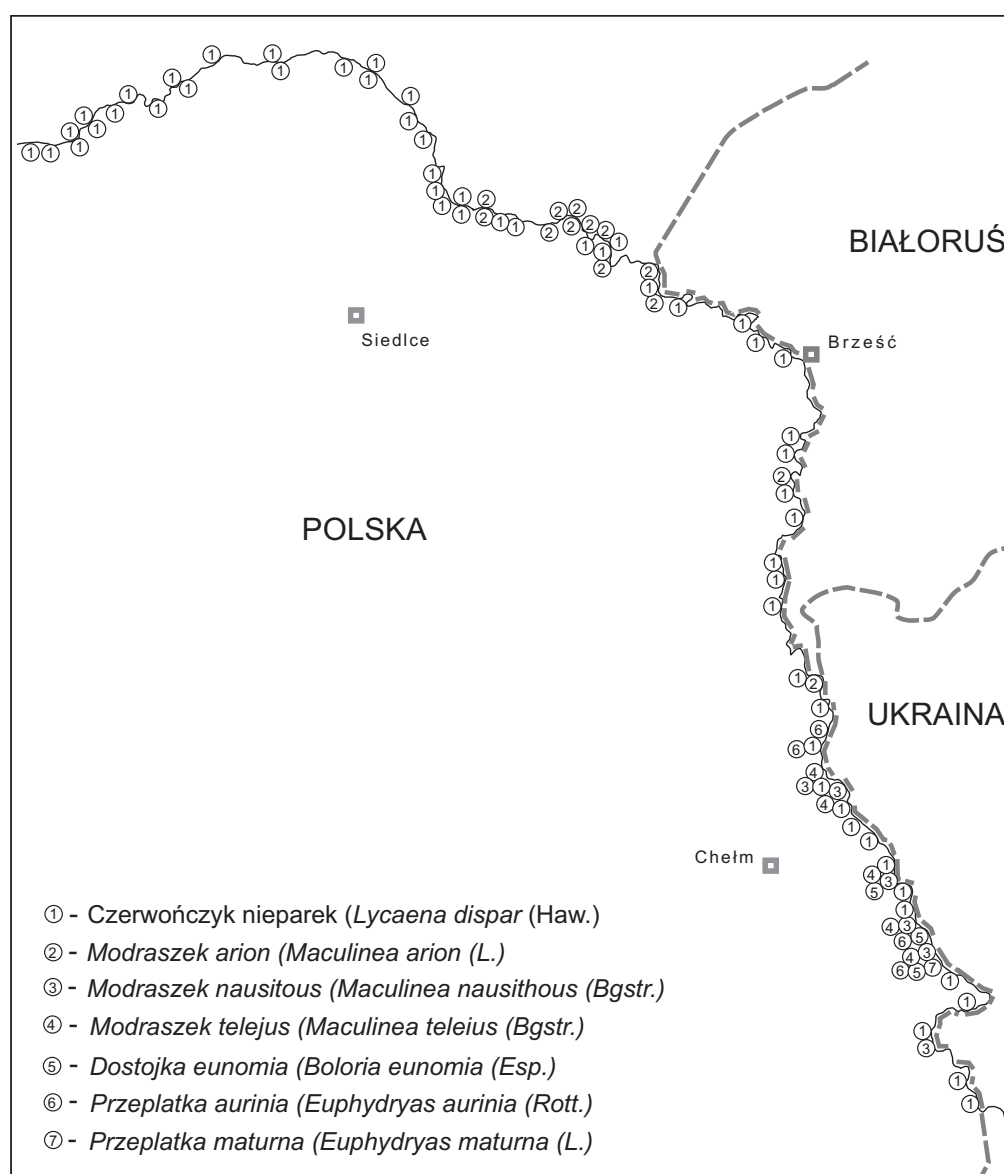 BIAŁORUŚ
Siedlce
Brześć
POLSKA
UKRAINA
Chełm
① - Czerwończyk nieparek (Lycaena dispar (Haw.)
② - Modraszek arion (Maculinea arion (L.)
③ - Modraszek nausitous (Maculinea nausithous (Bgstr.)
④ - Modraszek telejus (Maculinea teleius (Bgstr.)
⑤ - Dostojka eunomia (Boloria eunomia (Esp.)
⑥ - Przeplatka aurinia (Euphydryas aurinia (Rott.)
⑦ - Przeplatka maturna (Euphydryas maturna (L.)